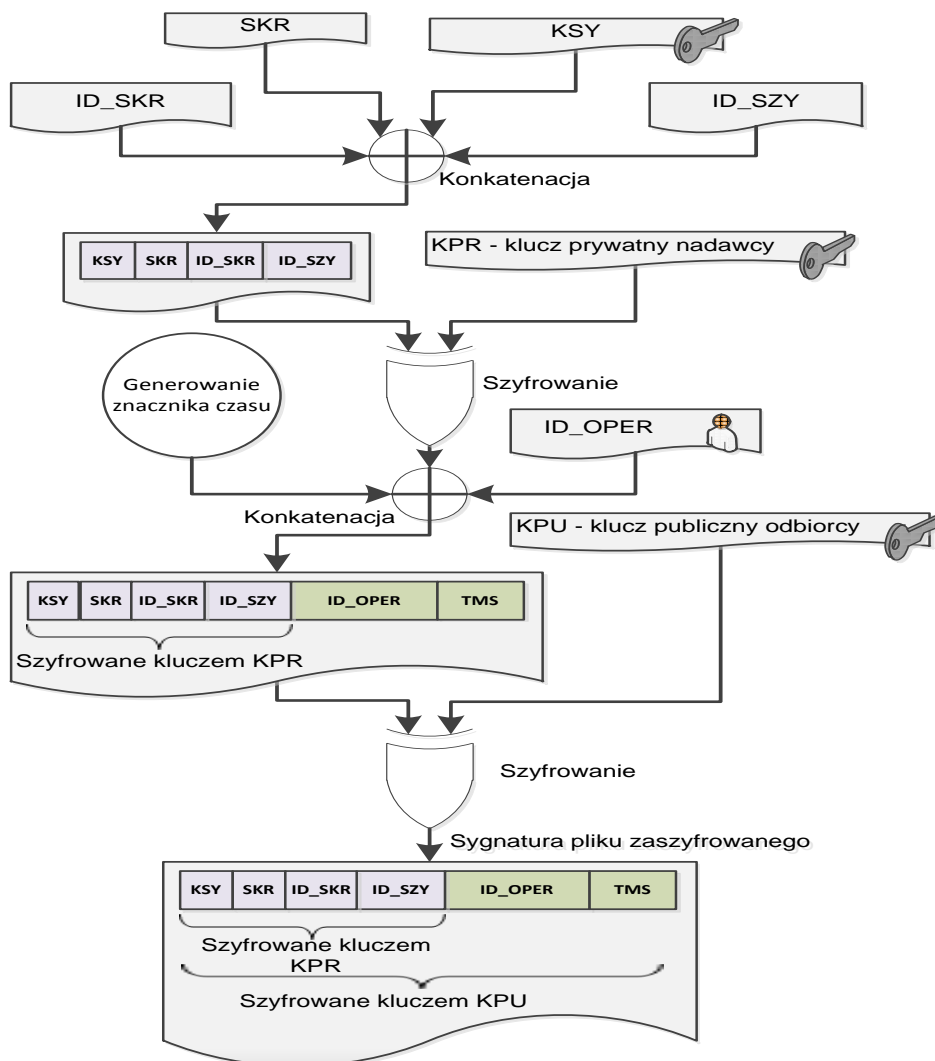 SKR
KSY
ID_SKR
ID_SZY
Konkatenacja
KSY SKR ID_SKR ID_SZY
KPR - klucz prywatny nadawcy
Generowanie
znacznika czasu
Szyfrowanie
ID_OPER
Konkatenacja
KPU - klucz publiczny odbiorcy
KSY SKR ID_SKR ID_SZY ID_OPER TMS
Szyfrowane kluczem KPR
Szyfrowanie
Sygnatura pliku zaszyfrowanego
KSY SKR ID_SKR ID_SZY ID_OPER TMS
Szyfrowane kluczem
KPR
Szyfrowane kluczem KPU